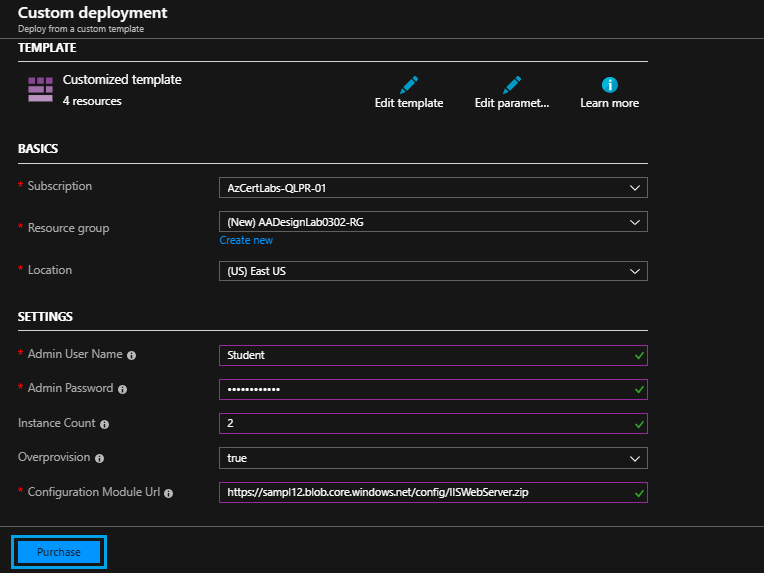 Custom deployment
Deploy from a custom template
TEMPLATE
Customized template
4 resources
Edit template
Edit paramet...
Learn more
BASICS
* Subscription
AzCertLabs-QLPR-01
* Resource group
(New) AADesignLab0302-RG
Create new
* Location
(US) East US
SETTINGS
* Admin User Name
Student
* Admin Password
••••••••••••
Instance Count
2
Overprovision
true
* Configuration Module Url
https://sampl12.blob.core.windows.net/config/IISWebServer.zip
Purchase